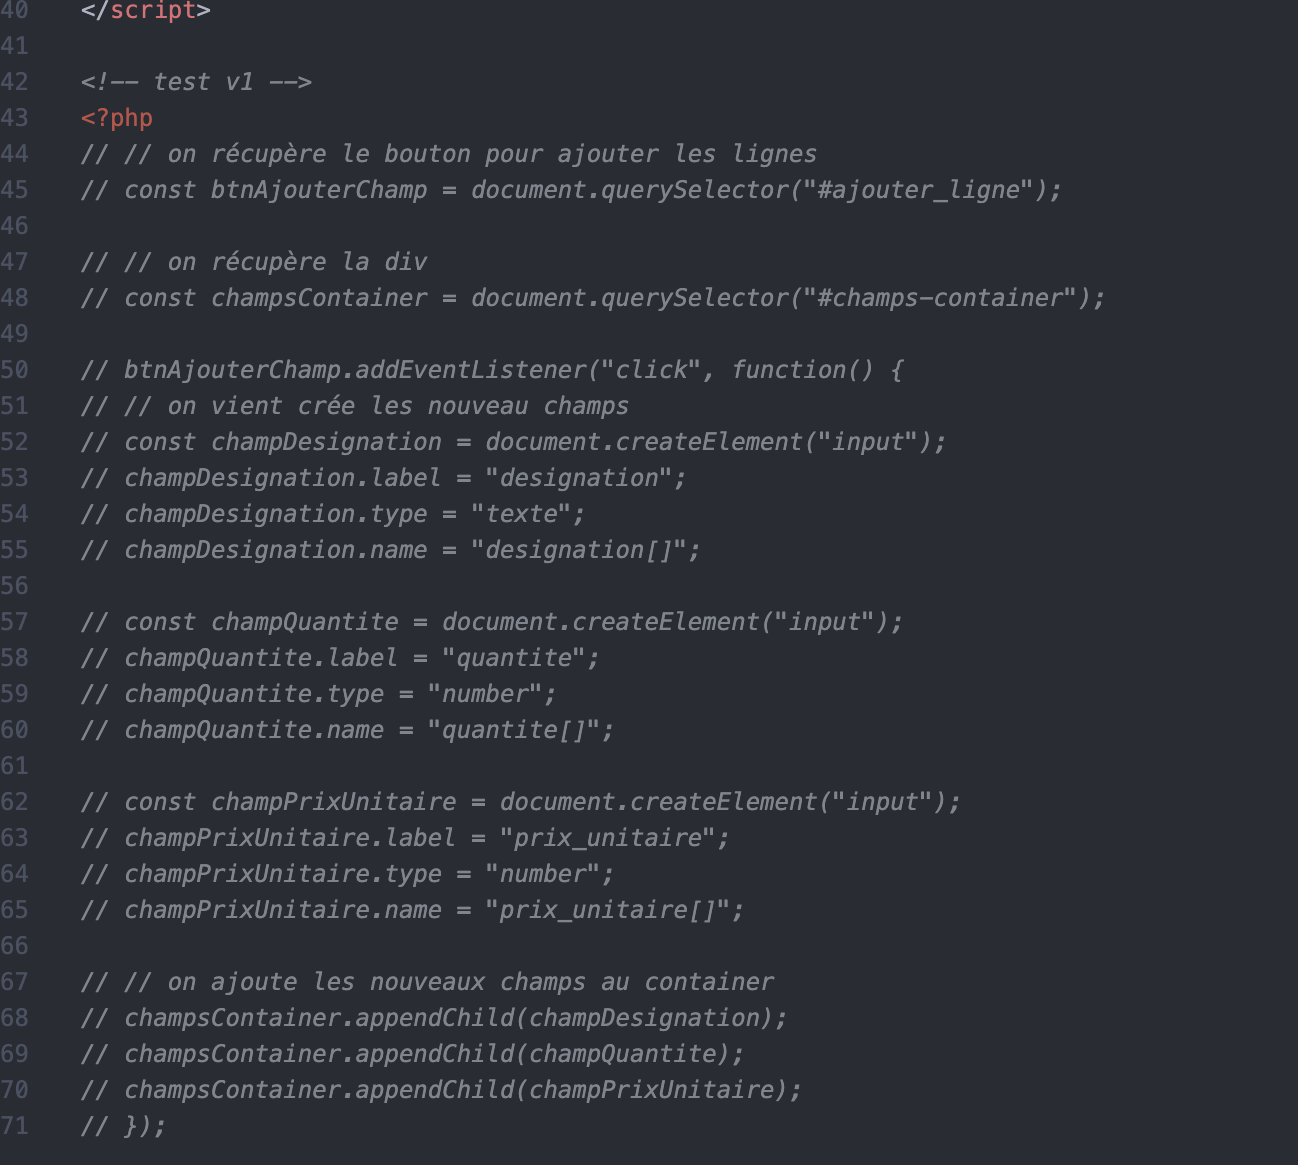 40 </script>
41
42 <!-- test v1 -->
43 <?php
44 // // on récupère le bouton pour ajouter les lignes
45 // const btnAjouterChamp = document.querySelector("#ajouter_ligne");
46
47 // // on récupère la div
48 // const champsContainer = document.querySelector("#champs-container");
49
50 // btnAjouterChamp.addEventListener("click", function() {
51 // // on vient crée les nouveau champs
52 // const champDesignation = document.createElement("input");
53 // champDesignation.label = "designation";
54 // champDesignation.type = "texte";
55 // champDesignation.name = "designation[]";
56
57 // const champQuantite = document.createElement("input");
58 // champQuantite.label = "quantite";
59 // champQuantite.type = "number";
60 // champQuantite.name = "quantite[]";
61
62 // const champPrixUnitaire = document.createElement("input");
63 // champPrixUnitaire.label = "prix_unitaire";
64 // champPrixUnitaire.type = "number";
65 // champPrixUnitaire.name = "prix_unitaire[]";
66
67 // // on ajoute les nouveaux champs au container
68 // champsContainer.appendChild(champDesignation);
69 // champsContainer.appendChild(champQuantite);
70 // champsContainer.appendChild(champPrixUnitaire);
71 // });